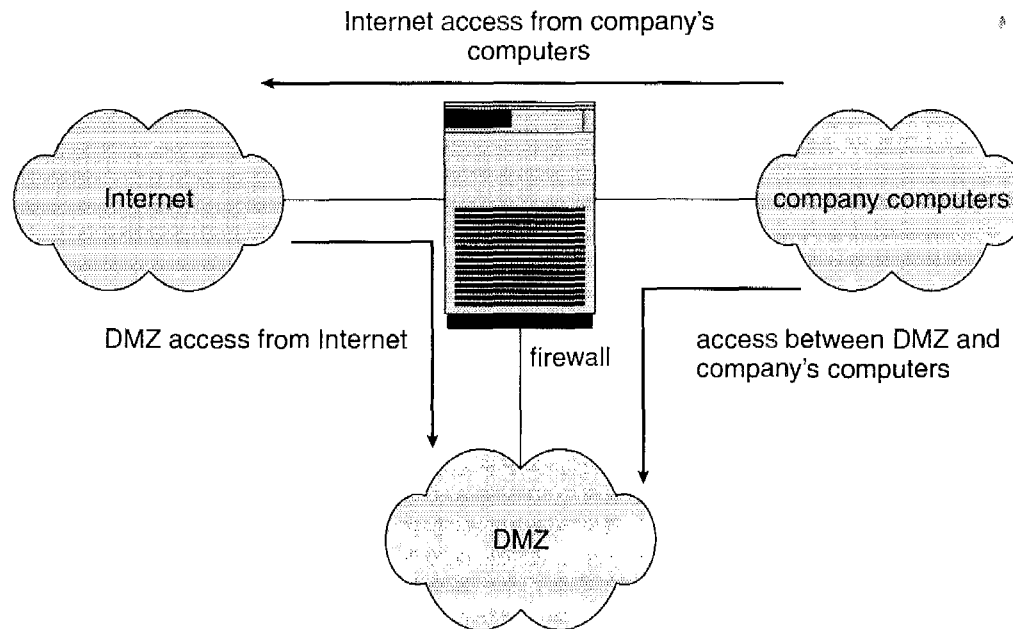 Internet access from company's
computers
Internet
company computers
DMZ access from Internet
firewall
access between DMZ and
company's computers
DMZ